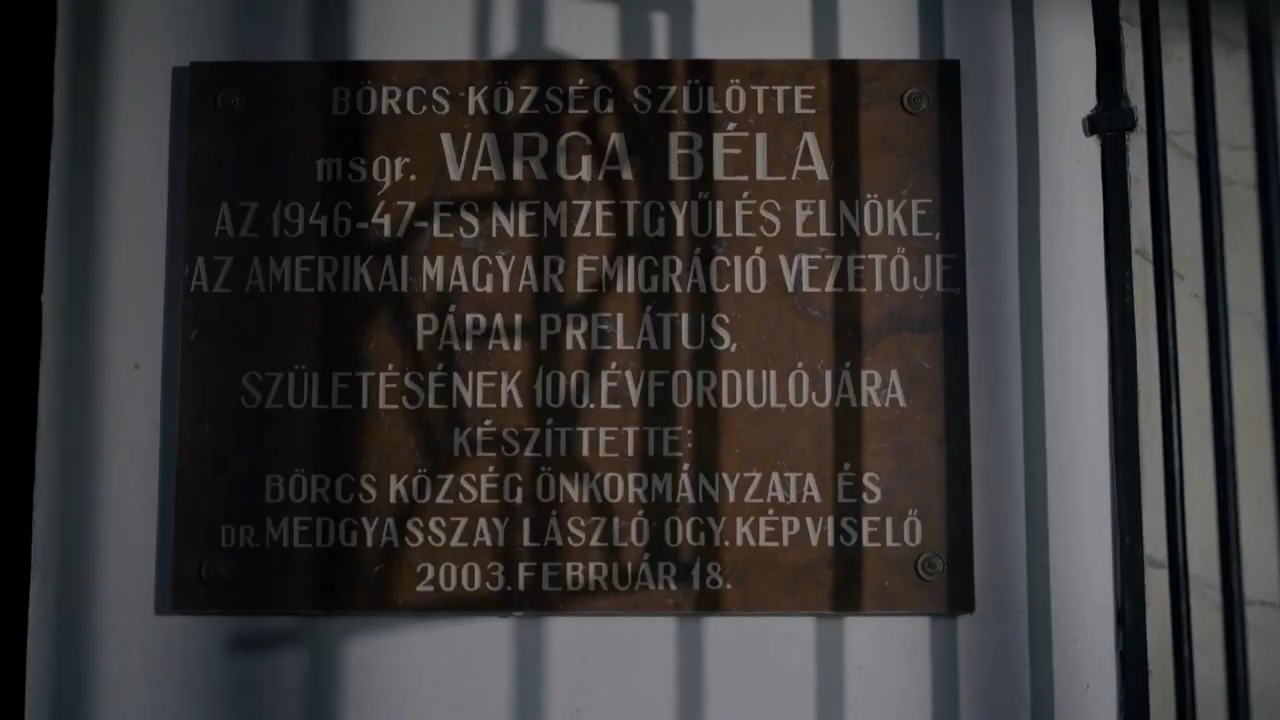 BÖRCS KÖZSÉG SZÜLÖTTE
msgr. VARGA BÉLA
AZ 1946-47-ES NEMZETGYŰLÉS ELNÖKE,
AZ AMERIKAI MAGYAR EMIGRÁCIÓ VEZETŐJE,
PÁPAI PRELÁTUS,
SZÜLETÉSÉNEK 100. ÉVFORDULÓJÁRA
KÉSZÍTTETTE:
BÖRCS KÖZSÉG ÖNKORMÁNYZATA ÉS
DR. MEDGYASSZAY LÁSZLÓ OGY. KÉPVISELŐ
2003. FEBRUÁR 18.